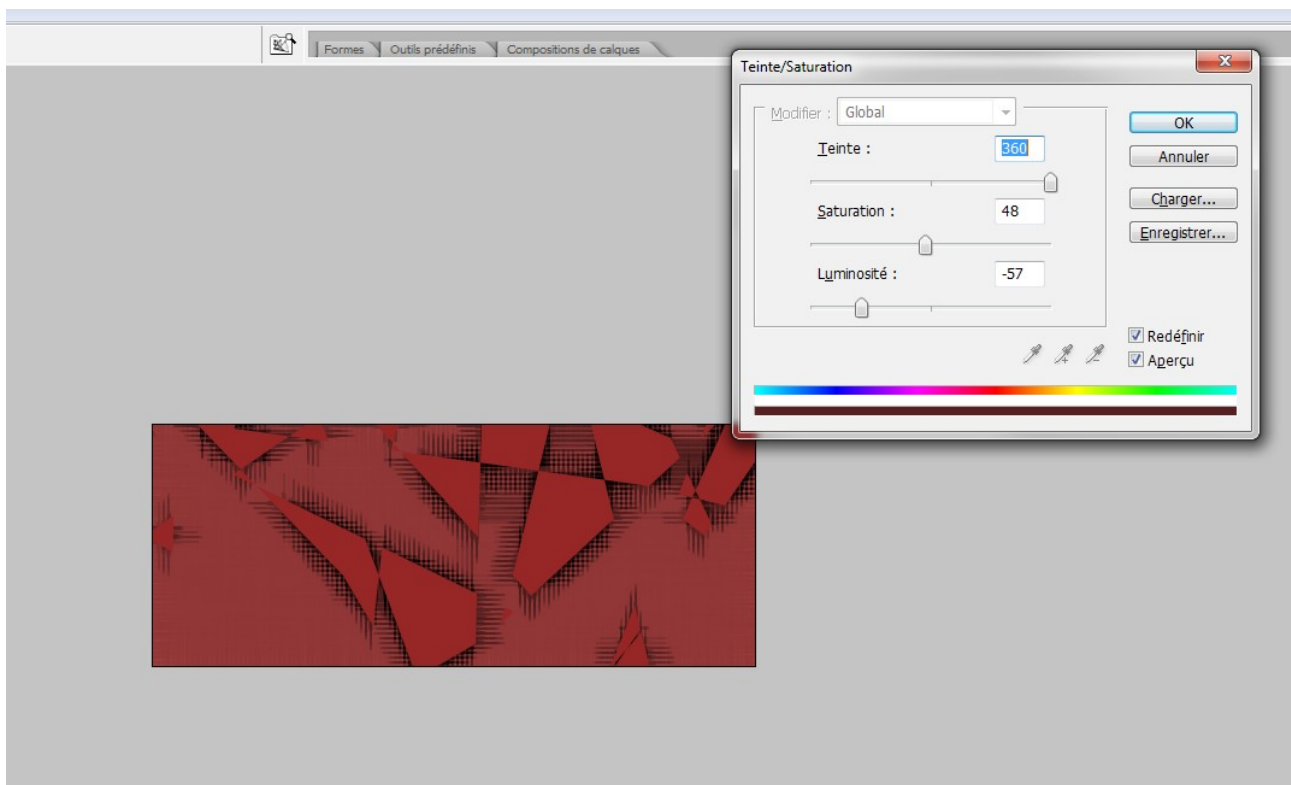 Formes Outils prédéfinis Compositions de calques
Teinte/Saturation
Modifier : Global
OK
Teinte : 360
Annuler
Saturation : 48
Charger...
Enregistrer...
Luminosité : -57
Redéfinir
Aperçu